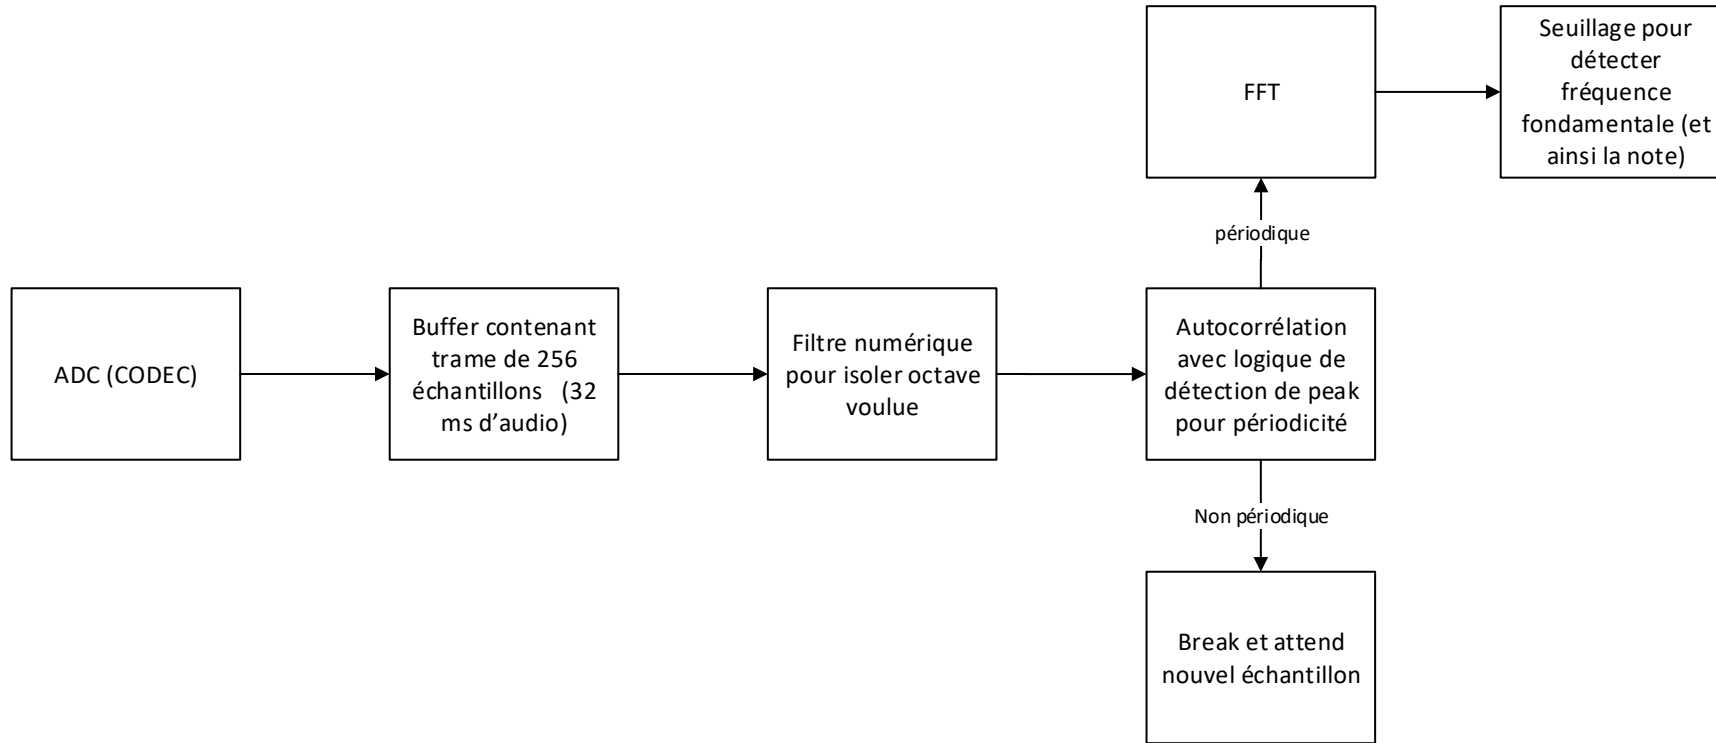 Seuillage pour
détecter
fréquence
fondamentale (et
ainsi la note)
FFT
périodique
ADC (CODEC)
Buffer contenant
trame de 256
échantillons (32
ms d’audio)
Filtre numérique
pour isoler octave
voulue
Autocorrélation
avec logique de
détection de peak
pour périodicité
Non périodique
Break et attend
nouvel échantillon